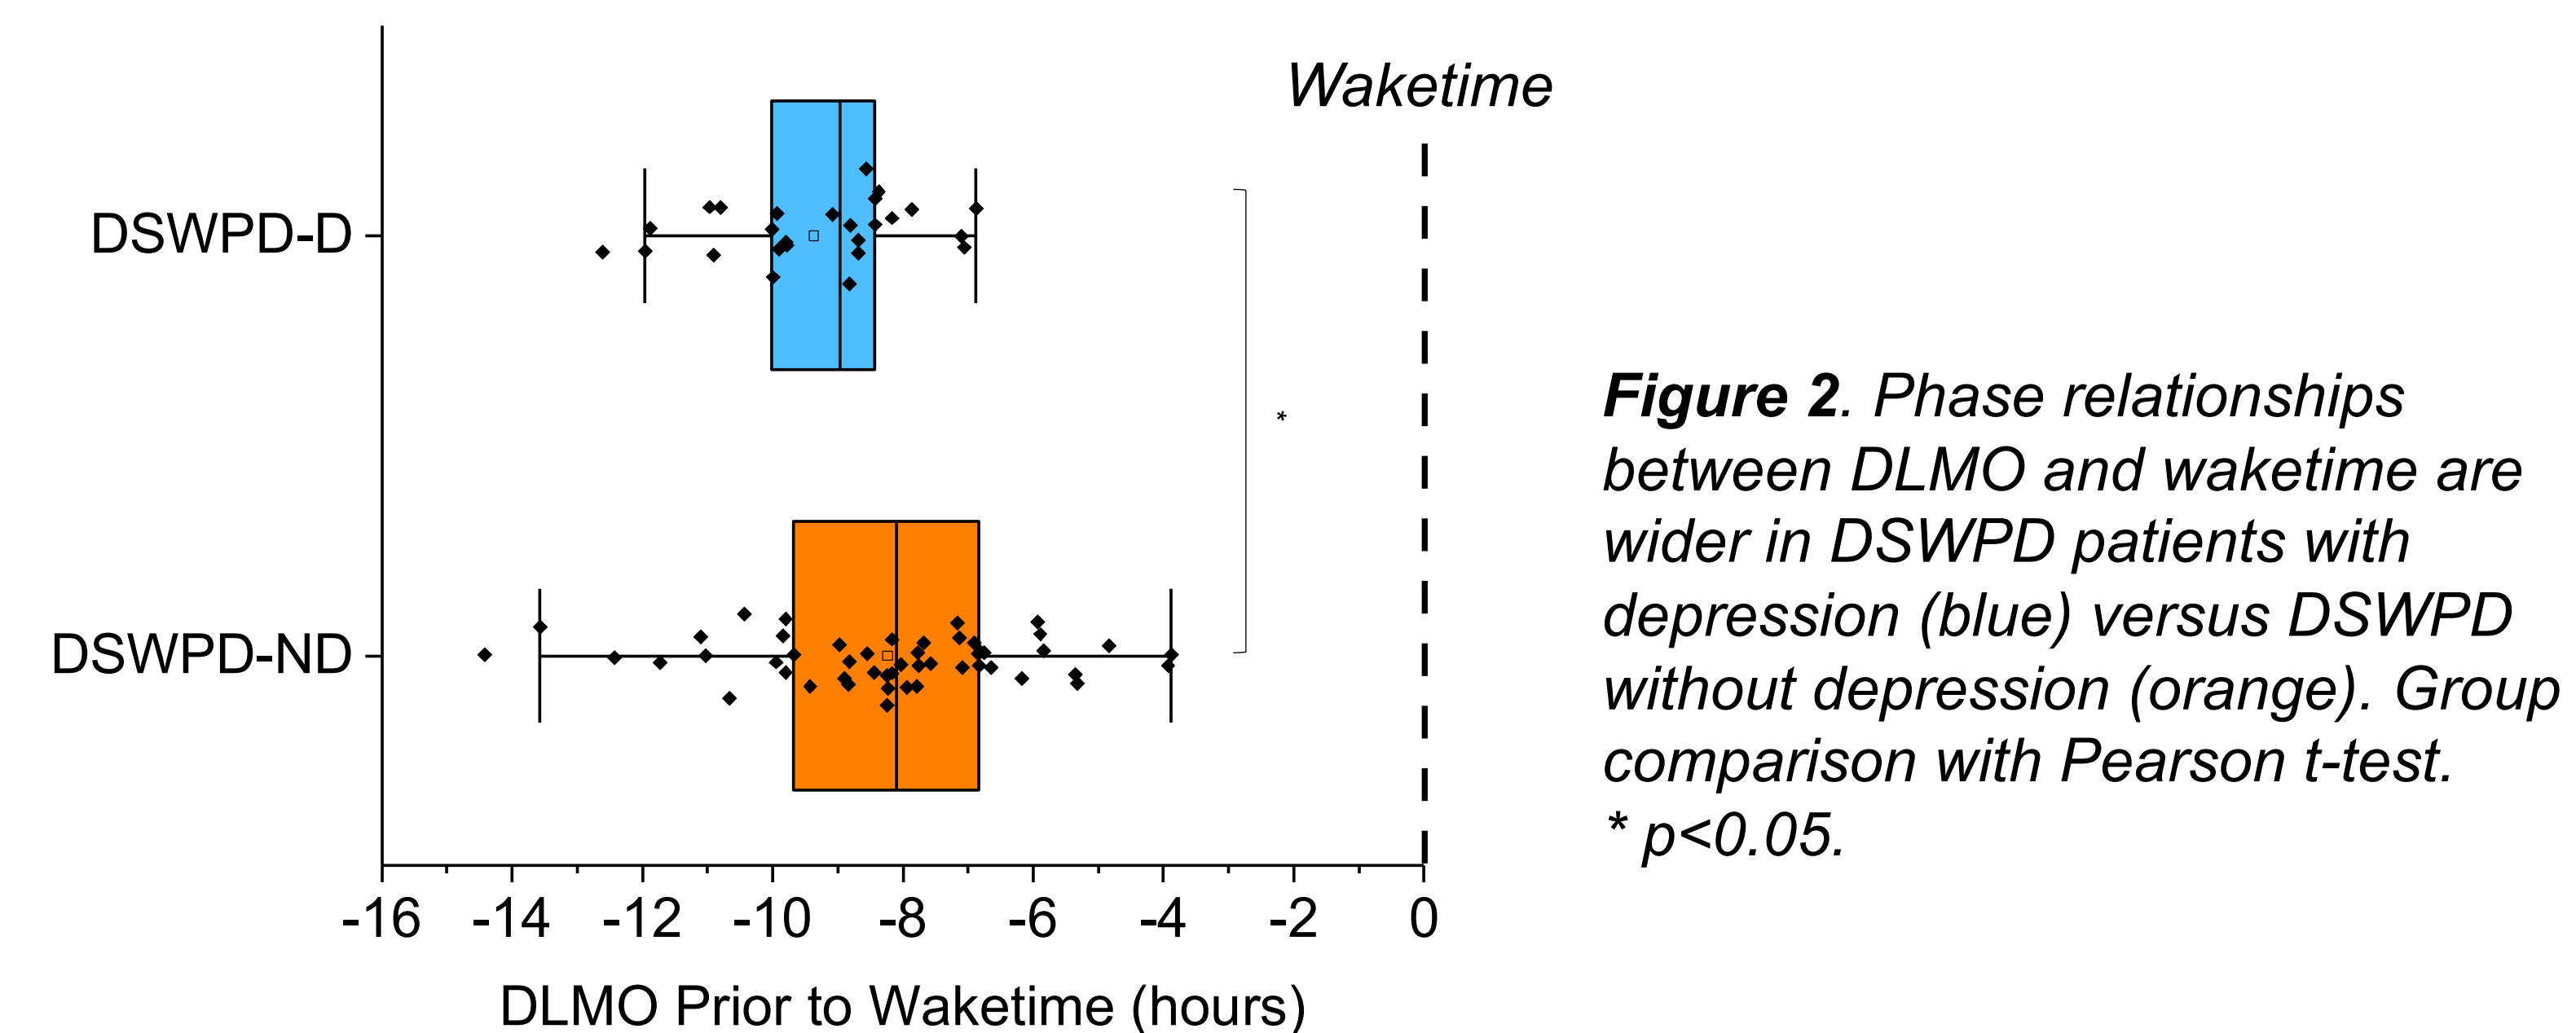 Waketime
DSWPD-D
*
DSWPD-ND
-16 -14 -12 -10 -8 -6 -4 -2 0
DLMO Prior to Waketime (hours)
Figure 2. Phase relationships
between DLMO and waketime are
wider in DSWPD patients with
depression (blue) versus DSWPD
without depression (orange). Group
comparison with Pearson t-test.
* p<0.05.